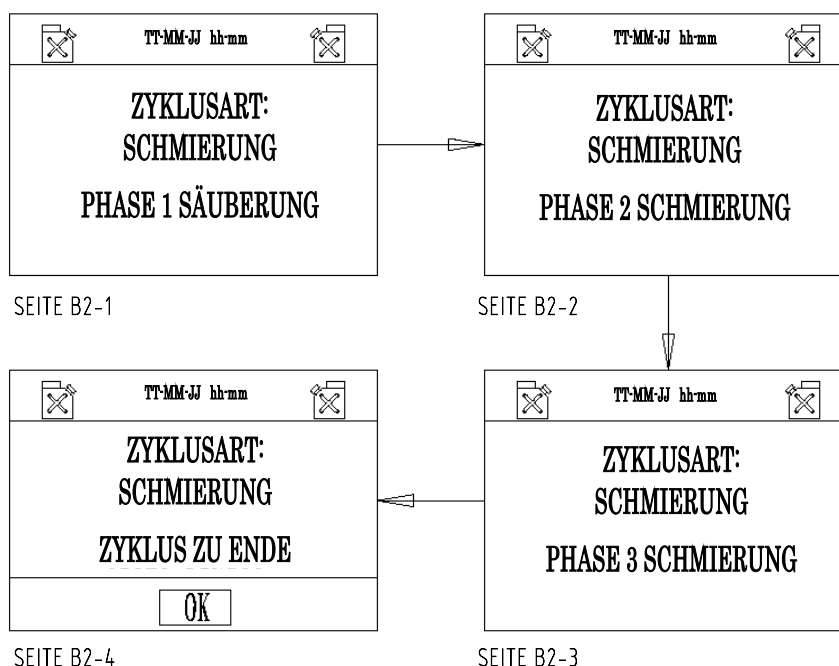 TT-MM-JJ hh-mm
ZYKLUSART:
SCHMIERUNG
PHASE 1 SÄUBERUNG
SEITE B2-1
TT-MM-JJ hh-mm
ZYKLUSART:
SCHMIERUNG
PHASE 2 SCHMIERUNG
SEITE B2-2
TT-MM-JJ hh-mm
ZYKLUSART:
SCHMIERUNG
PHASE 3 SCHMIERUNG
SEITE B2-3
TT-MM-JJ hh-mm
ZYKLUSART:
SCHMIERUNG
ZYKLUS ZU ENDE
OK
SEITE B2-4